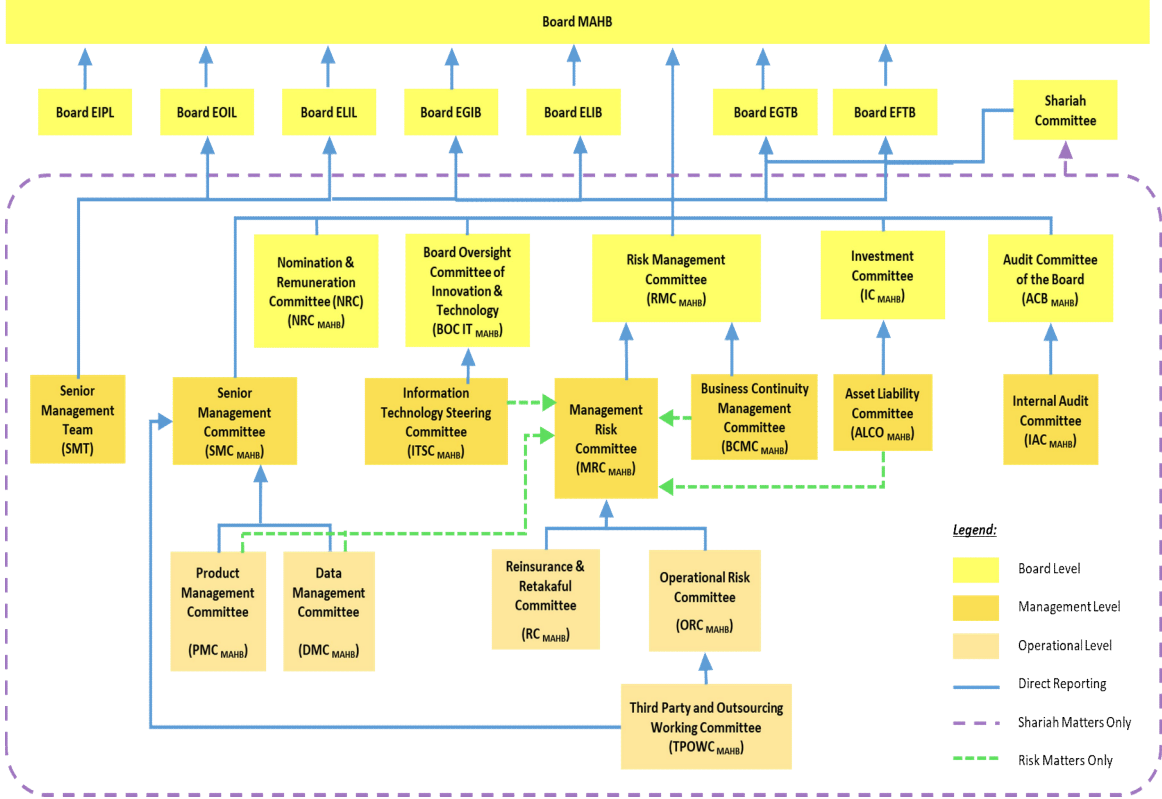 Board MAHB
Board EIPL
Board EOIL
Board ELIL
Board EGIB
Board ELIB
Board EGTB
Board EFTB
Shariah
Committee
Nomination &
Remuneration
Committee (NRC)
(NRC MAHB)
Board Oversight
Committee of
Innovation &
Technology
(BOC IT MAHB)
Risk Management
Committee
(RMC MAHB)
Investment
Committee
(IC MAHB)
Audit Committee
of the Board
(ACB MAHB)
Senior
Management
Team
(SMT)
Senior
Management
Committee
(SMC MAHB)
Information
Technology Steering
Committee
(ITSC MAHB)
Management
Risk
Committee
(MRC MAHB)
Business Continuity
Management
Committee
(BCMC MAHB)
Asset Liability
Committee
(ALCO MAHB)
Internal Audit
Committee
(IAC MAHB)
Product
Management
Committee
(PMC MAHB)
Data
Management
Committee
(DMC MAHB)
Reinsurance &
Retakaful
Committee
(RC MAHB)
Operational Risk
Committee
(ORC MAHB)
Third Party and Outsourcing
Working Committee
(TPOWC MAHB)
Legend:
Board Level
Management Level
Operational Level
Direct Reporting
Shariah Matters Only
Risk Matters Only